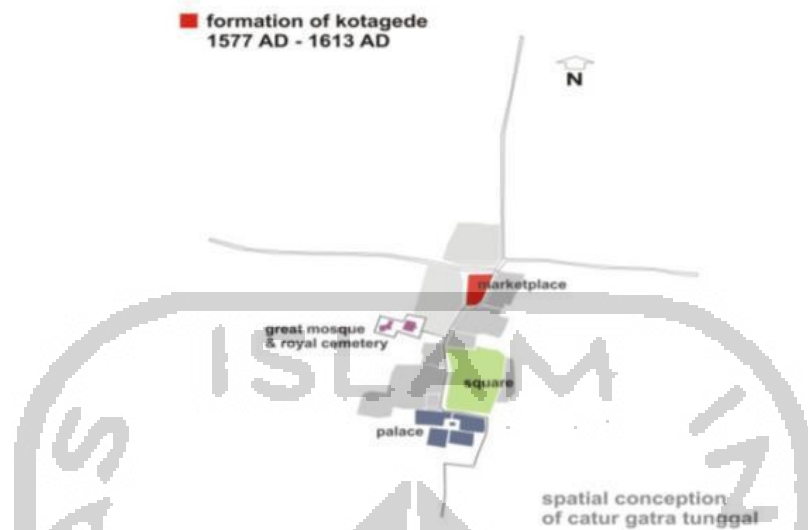 formation of kotagede
1577 AD - 1613 AD
N
marketplace
great mosque
& royal cemetery
square
palace
spatial conception
of catur gatra tunggal
ISLAM